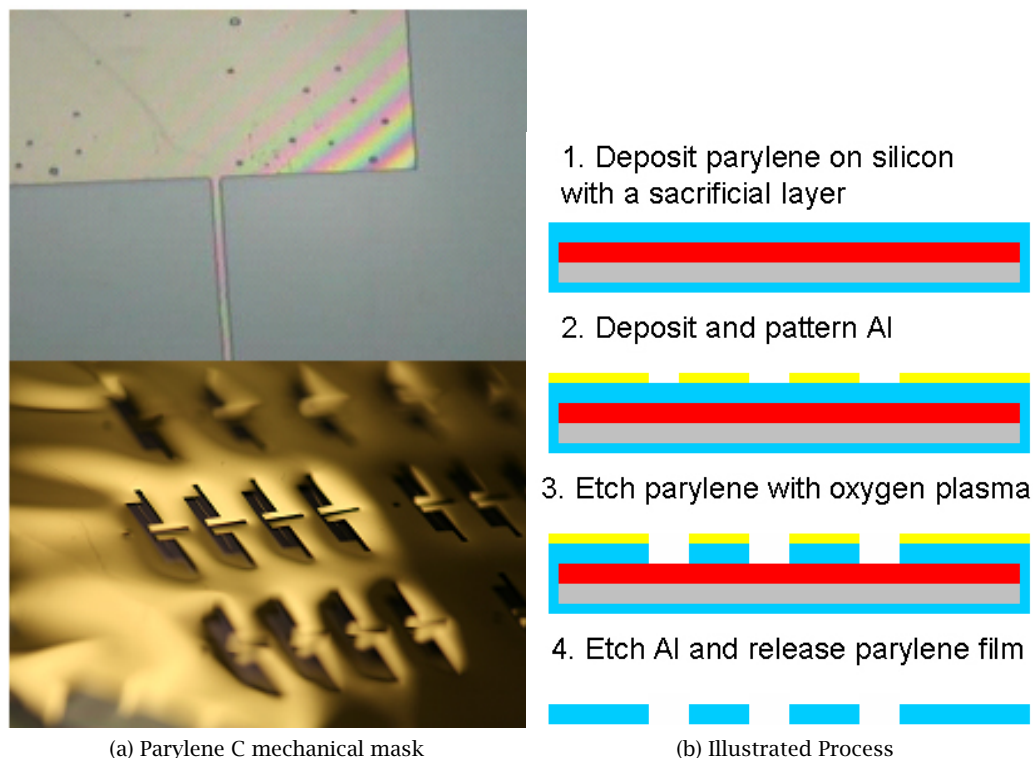 1. Deposit parylene on silicon
with a sacrificial layer
2. Deposit and pattern Al
3. Etch parylene with oxygen plasma
4. Etch Al and release parylene film
(a) Parylene C mechanical mask
(b) Illustrated Process